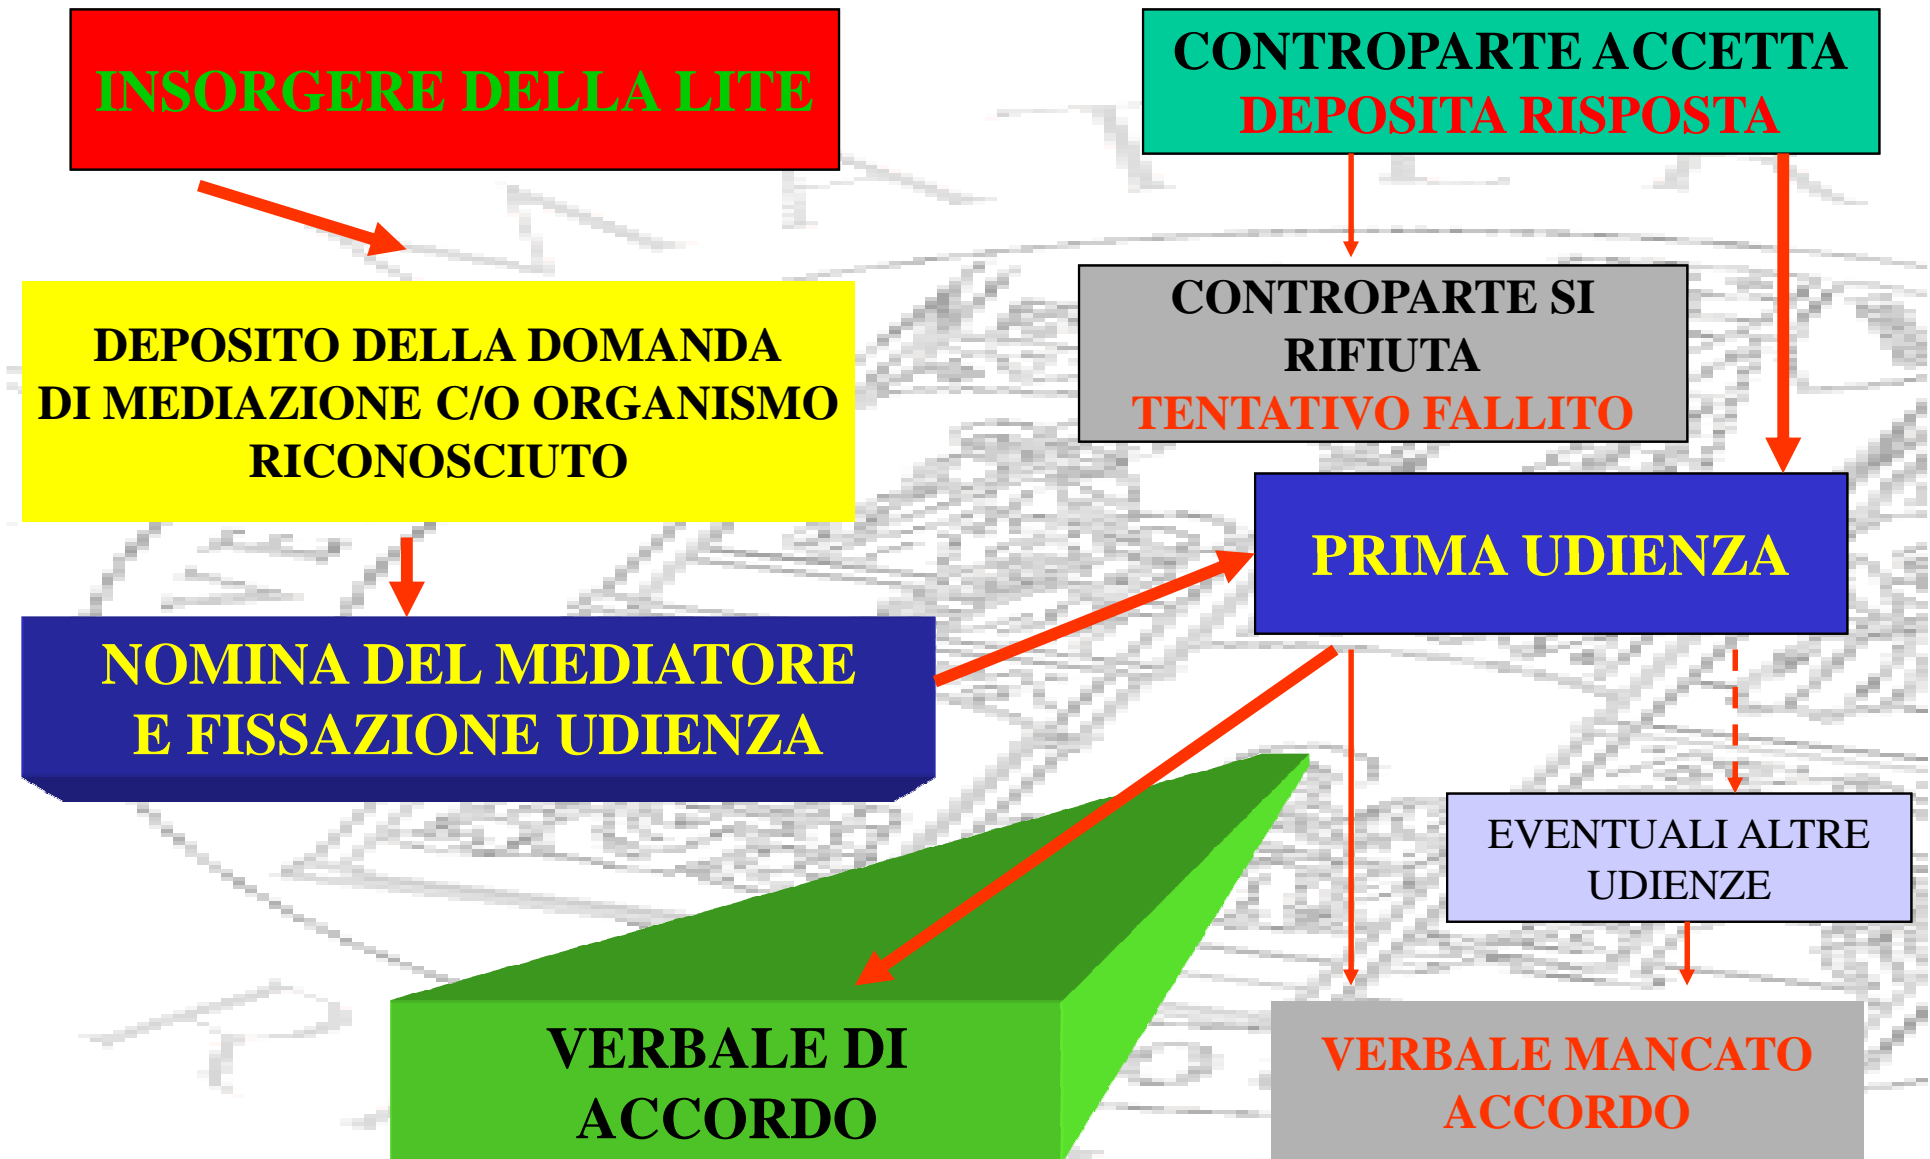 INSORGERE DELLA LITE
DEPOSITO DELLA DOMANDA
DI MEDIAZIONE C/O ORGANISMO
RICONOSCIUTO
NOMINA DEL MEDIATORE
E FISSAZIONE UDIENZA
CONTROPARTE ACCETTA
DEPOSITA RISPOSTA
CONTROPARTE SI
RIFIUTA
TENTATIVO FALLITO
PRIMA UDIENZA
EVENTUALI ALTRE
UDIENZE
VERBALE DI
ACCORDO
VERBALE MANCATO
ACCORDO